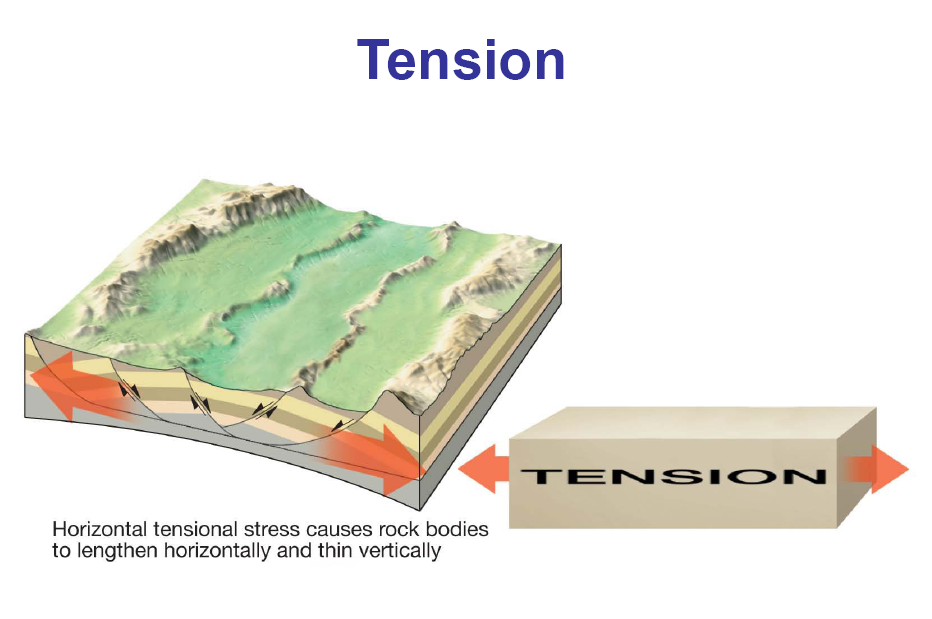 Tension
TENSION
Horizontal tensional stress causes rock bodies
to lengthen horizontally and thin vertically